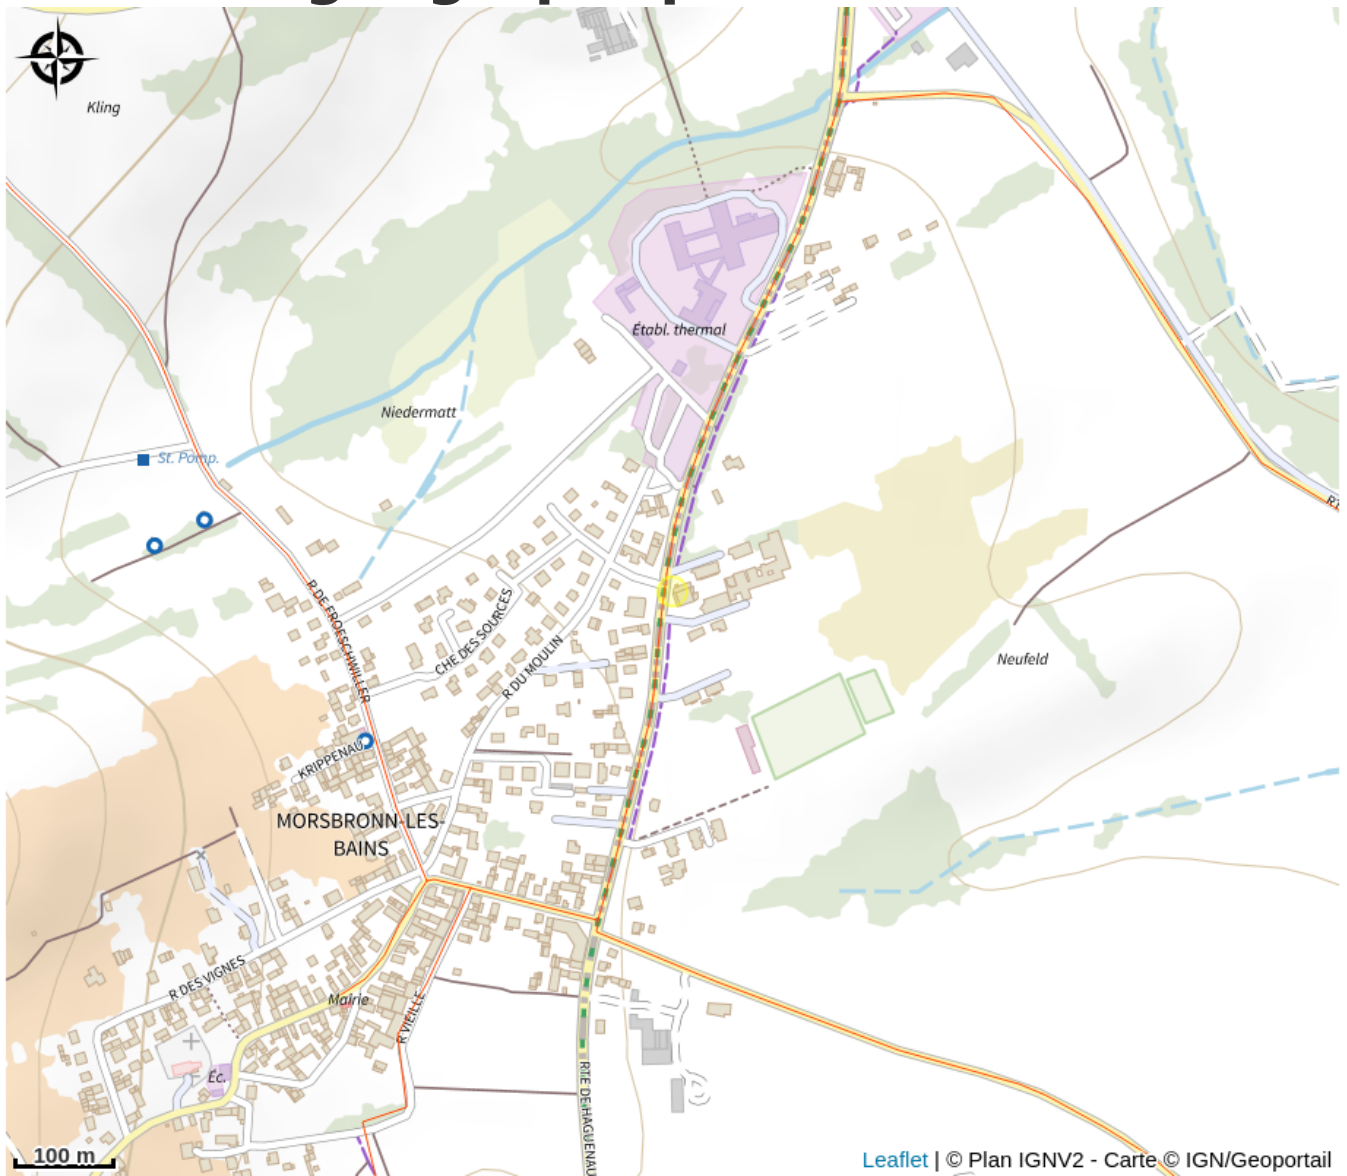 Kling
Établ. thermal
Niedermatt
St. Pomp.
R DE FROESCHWILLER
CHE DES SOURCES
R DU MOULIN
Neufeld
KRIPPENAU
MORSBRONN-LES-
BAINS
R DES VIGNES
Mairie
R VIEILLE
Éc.
RTE DE HAGUENAU
100 m
Leaflet | © Plan IGNV2 - Carte © IGN/Geoportail